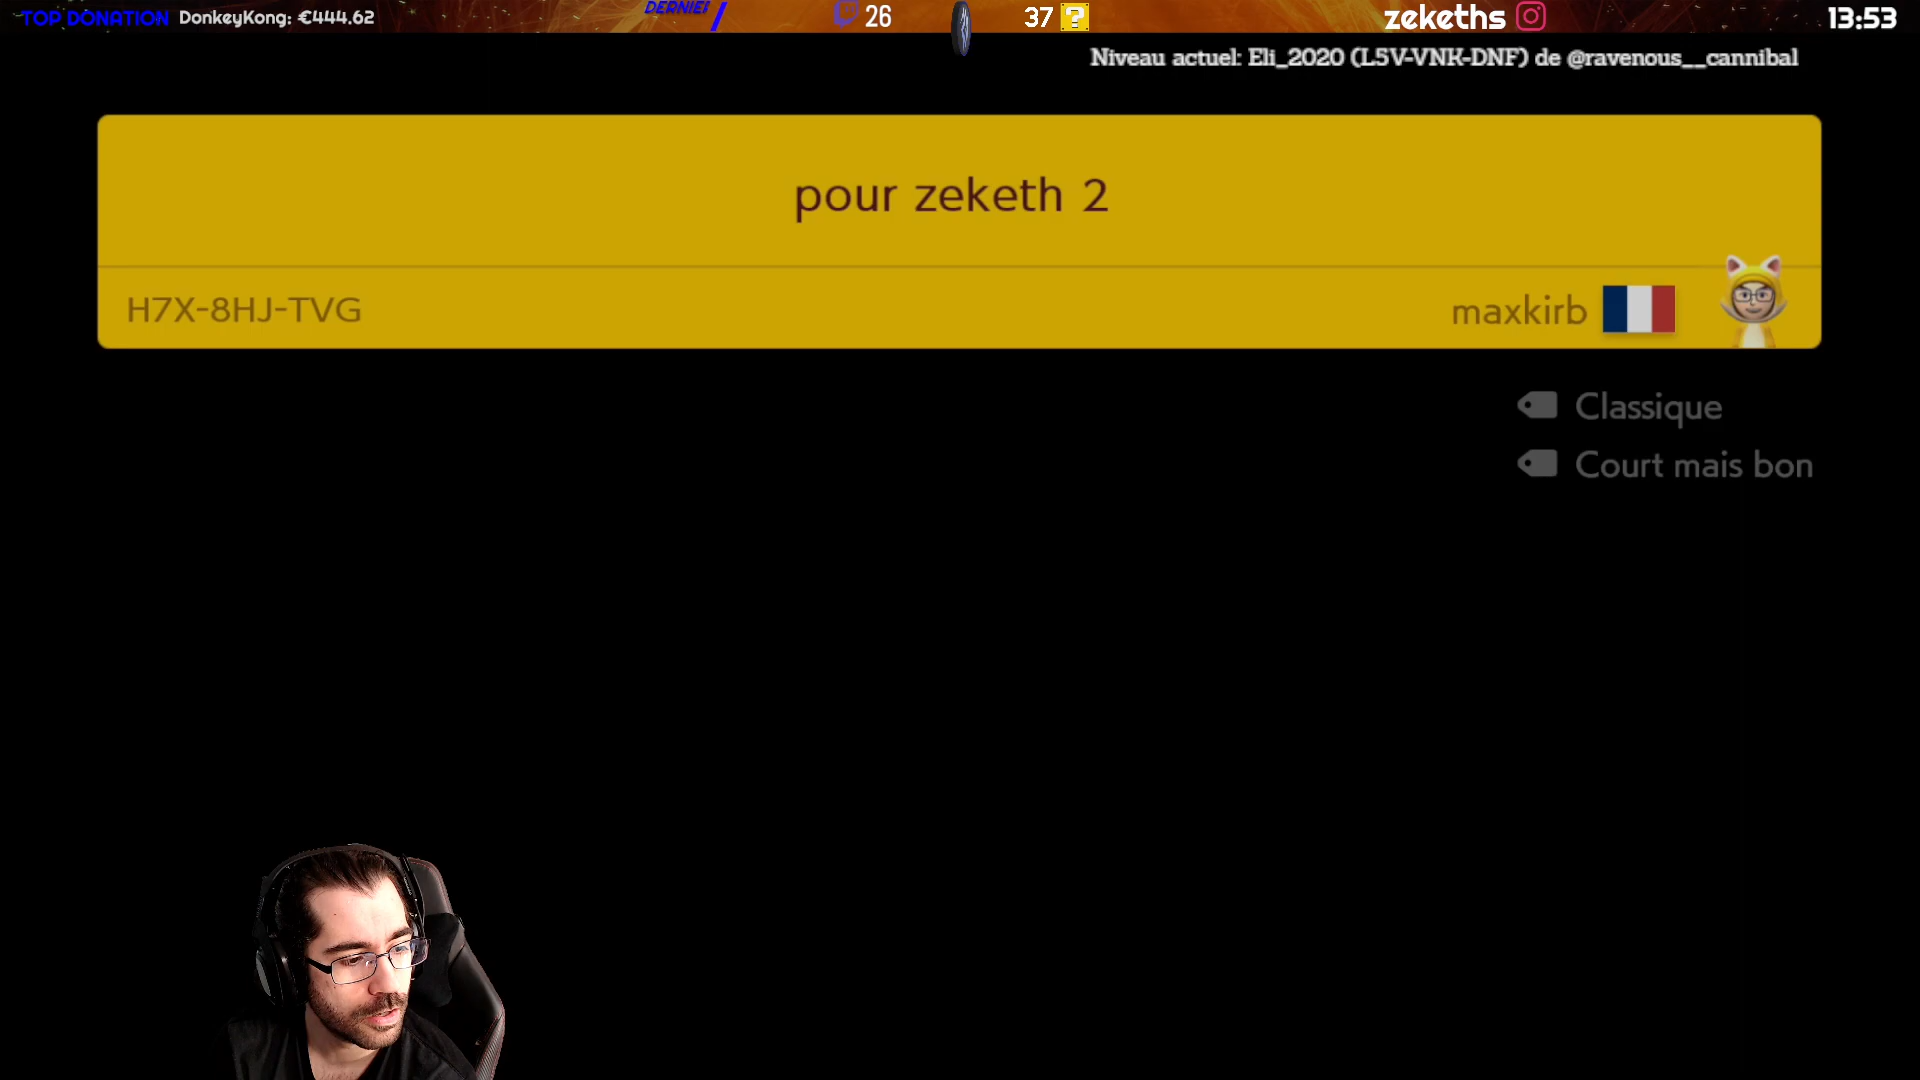 TOP DONATION DonkeyKong: €444.62 DERNIE 26 37 ? zekeths 13:53
Niveau actuel: Eli_2020 (L5V-VNK-DNF) de @ravenous__cannibal
pour zeketh 2
H7X-8HJ-TVG maxkirb
Classique
Court mais bon